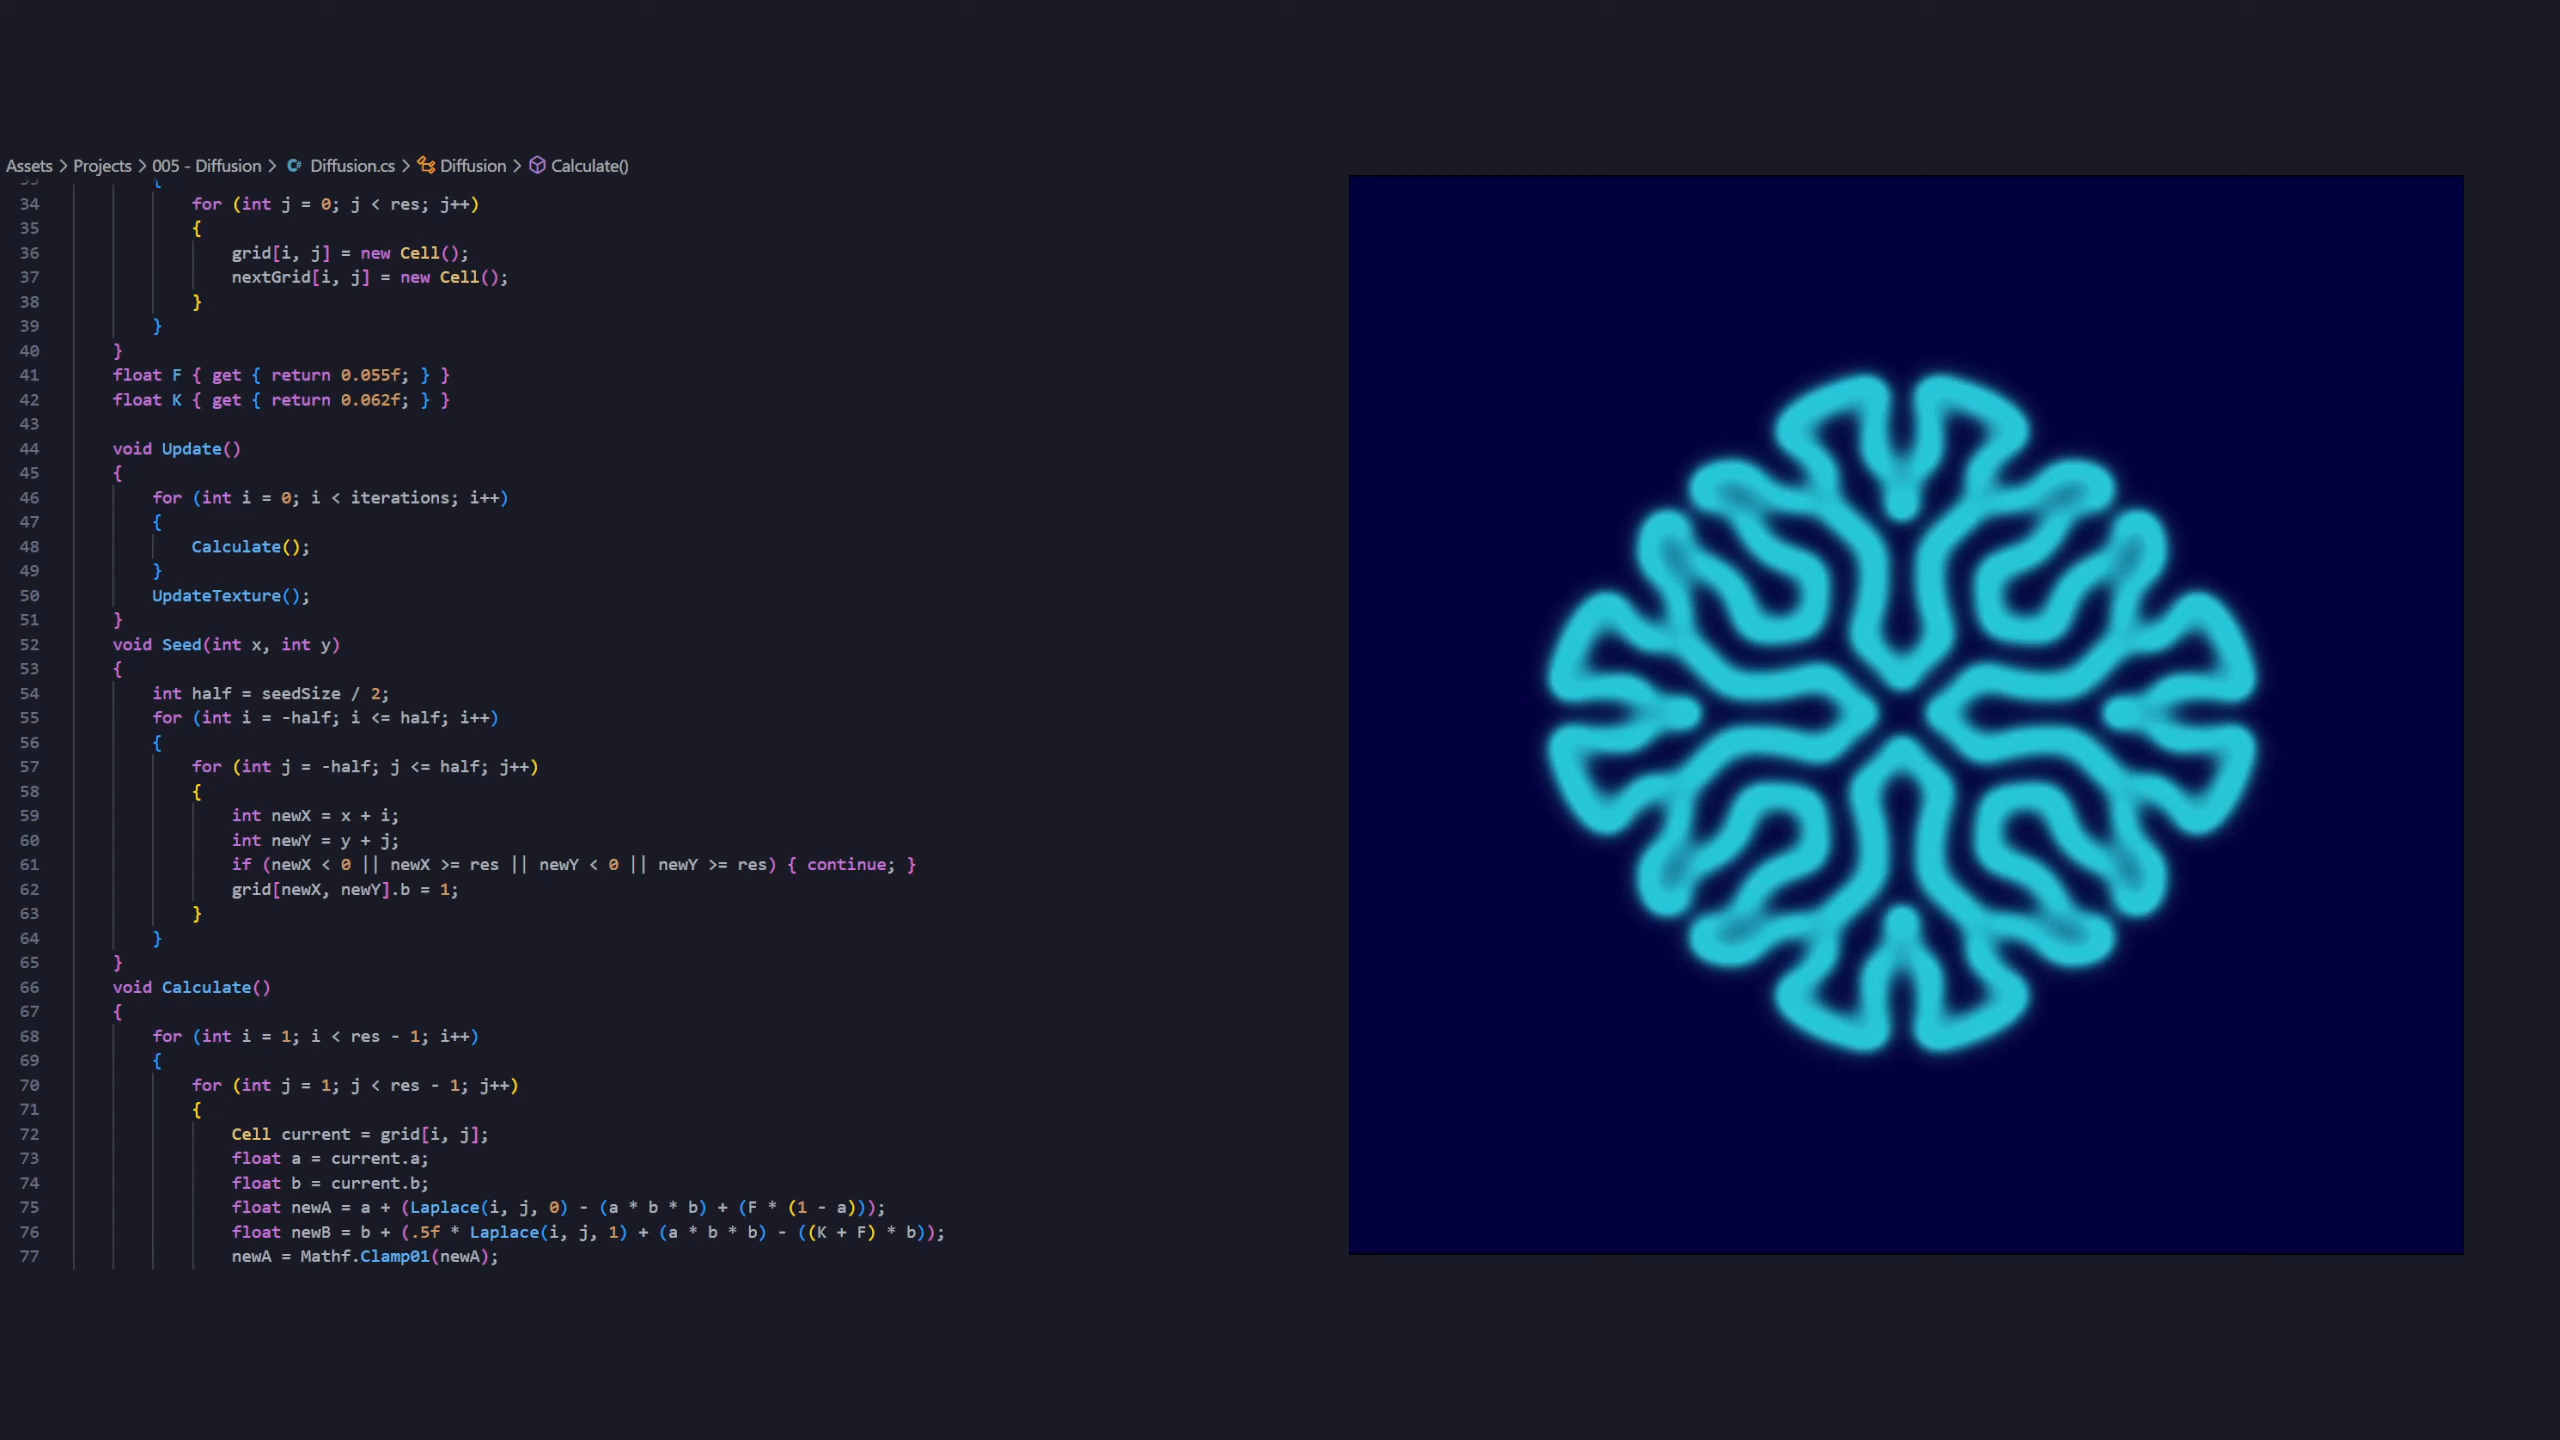 Assets > Projects > 005 - Diffusion > C# Diffusion.cs > Diffusion > Calculate()
33 {
34 for (int j = 0; j < res; j++)
35 {
36 grid[i, j] = new Cell();
37 nextGrid[i, j] = new Cell();
38 }
39 }
40 }
41 float F { get { return 0.055f; } }
42 float K { get { return 0.062f; } }
43
44 void Update()
45 {
46 for (int i = 0; i < iterations; i++)
47 {
48 Calculate();
49 }
50 UpdateTexture();
51 }
52 void Seed(int x, int y)
53 {
54 int half = seedSize / 2;
55 for (int i = -half; i <= half; i++)
56 {
57 for (int j = -half; j <= half; j++)
58 {
59 int newX = x + i;
60 int newY = y + j;
61 if (newX < 0 || newX >= res || newY < 0 || newY >= res) { continue; }
62 grid[newX, newY].b = 1;
63 }
64 }
65 }
66 void Calculate()
67 {
68 for (int i = 1; i < res - 1; i++)
69 {
70 for (int j = 1; j < res - 1; j++)
71 {
72 Cell current = grid[i, j];
73 float a = current.a;
74 float b = current.b;
75 float newA = a + (Laplace(i, j, 0) - (a * b * b) + (F * (1 - a)));
76 float newB = b + (.5f * Laplace(i, j, 1) + (a * b * b) - ((K + F) * b));
77 newA = Mathf.Clamp01(newA);